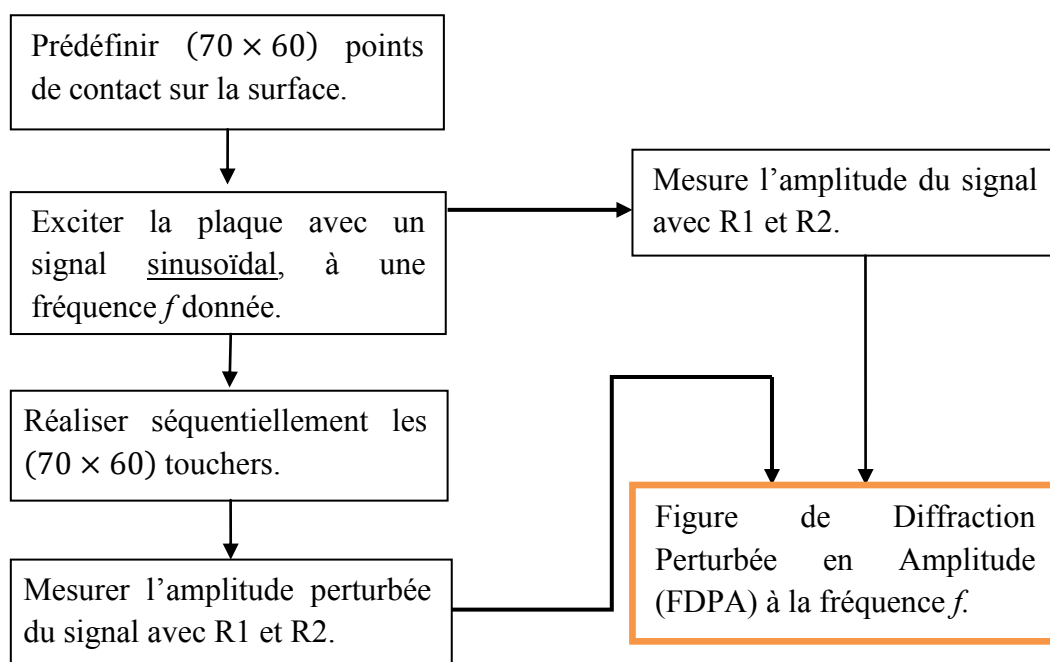 Prédéfinir (70 × 60) points
de contact sur la surface.
Exciter la plaque avec un
signal sinusoïdal, à une
fréquence f donnée.
Mesure l’amplitude du signal
avec R1 et R2.
Réaliser séquentiellement les
(70 × 60) touchers.
Mesurer l’amplitude perturbée
du signal avec R1 et R2.
Figure de Diffraction
Perturbée en Amplitude
(FDPA) à la fréquence f.